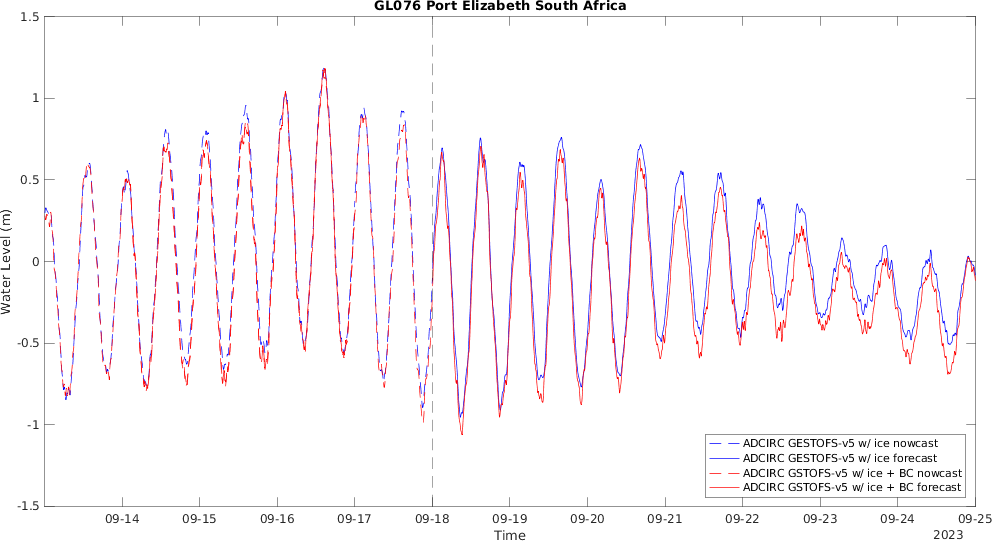 GL076 Port Elizabeth South Africa
1.5
1
0.5
0
-0.5
-1
-1.5
Water Level (m)
ADCIRC GESTOFS-v5 w/ ice nowcast
ADCIRC GESTOFS-v5 w/ ice forecast
ADCIRC GSTOFS-v5 w/ ice + BC nowcast
ADCIRC GSTOFS-v5 w/ ice + BC forecast
09-14 09-15 09-16 09-17 09-18 09-19 09-20 09-21 09-22 09-23 09-24 09-25
Time
2023